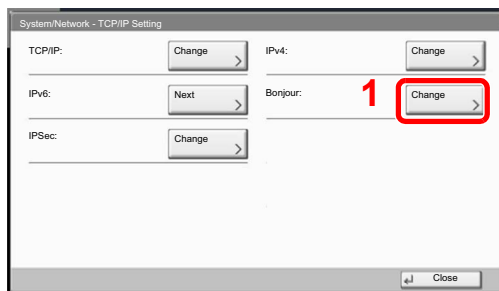 System/Network - TCP/IP Setting
TCP/IP: Change IPv4: Change
IPv6: Next Bonjour: 1 Change
IPSec: Change
Close